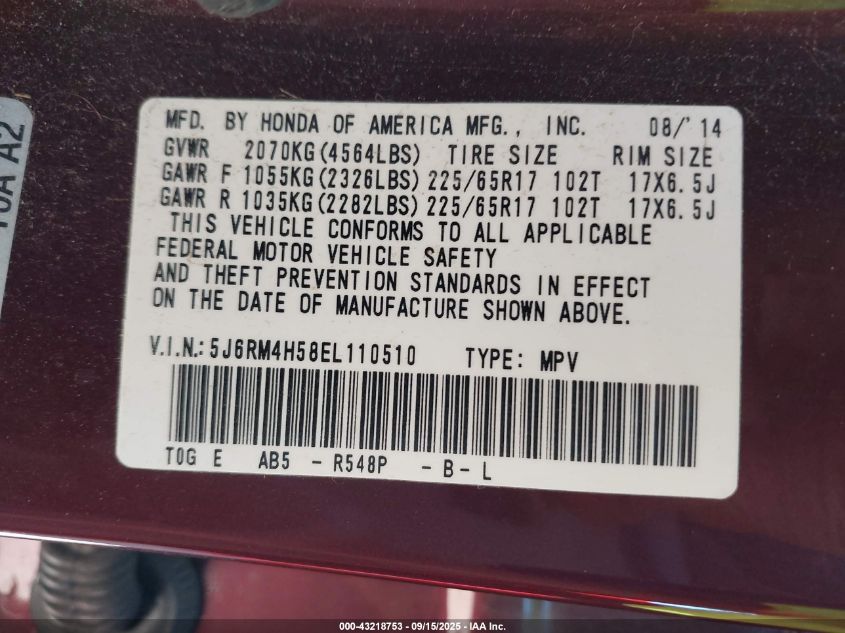 MFD. BY HONDA OF AMERICA MFG., INC. 08/'14
GVWR 2070KG(4564LBS) TIRE SIZE RIM SIZE
GAWR F 1055KG(2326LBS) 225/65R17 102T 17X6.5J
GAWR R 1035KG(2282LBS) 225/65R17 102T 17X6.5J
THIS VEHICLE CONFORMS TO ALL APPLICABLE
FEDERAL MOTOR VEHICLE SAFETY
AND THEFT PREVENTION STANDARDS IN EFFECT
ON THE DATE OF MANUFACTURE SHOWN ABOVE.
V.I.N.: 5J6RM4H58EL110510 TYPE: MPV
T0G E AB5 - R548P - B - L
A A2
000-43218753 - 09/15/2025 - IAA Inc.